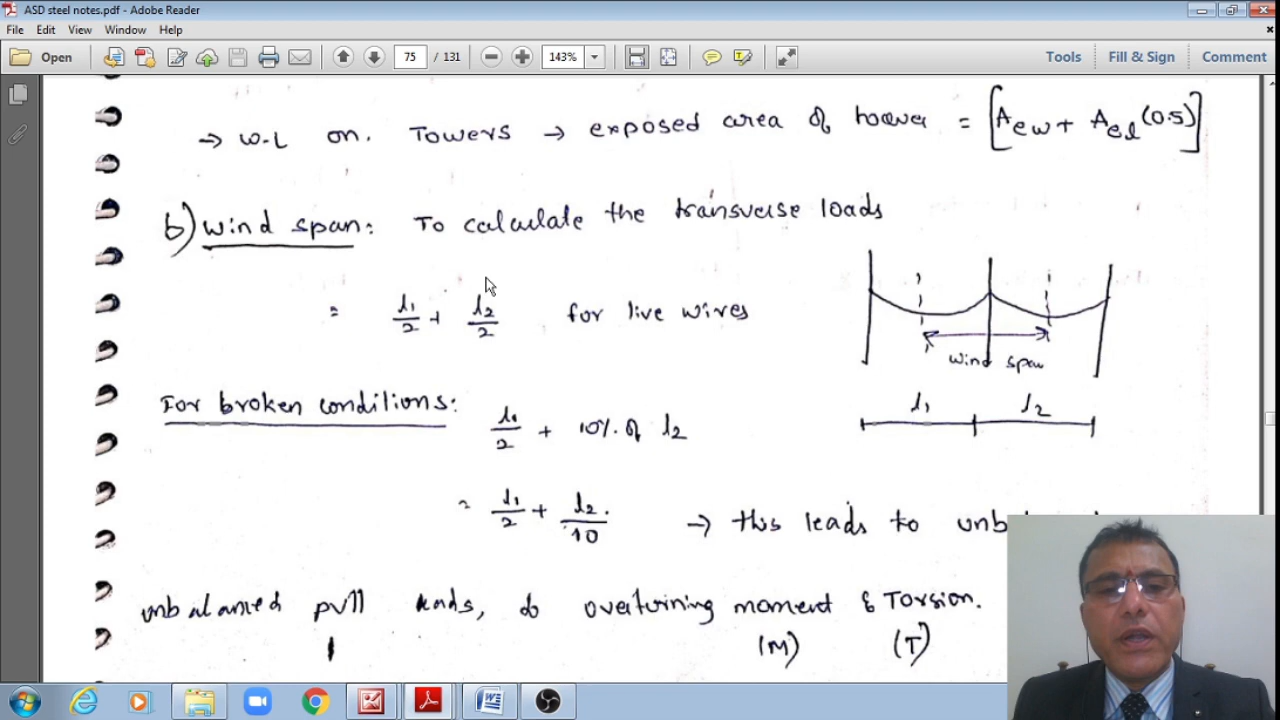 ASD steel notes.pdf - Adobe Reader
File Edit View Window Help
Open 75 / 131 143% Tools Fill & Sign Comment
→ W.L on. Towers → exposed area of tower = [Aew + Ael (0.5)]
b) wind span: To calculate the transverse loads
= l1/2 + l2/2 for live wires
wind span
l1 l2
For broken conditions:
l1/2 + 10% of l2
= l1/2 + l2/10 → this leads to
unbalanced pull leads, to overturning moment & Torsion.
(M) (T)